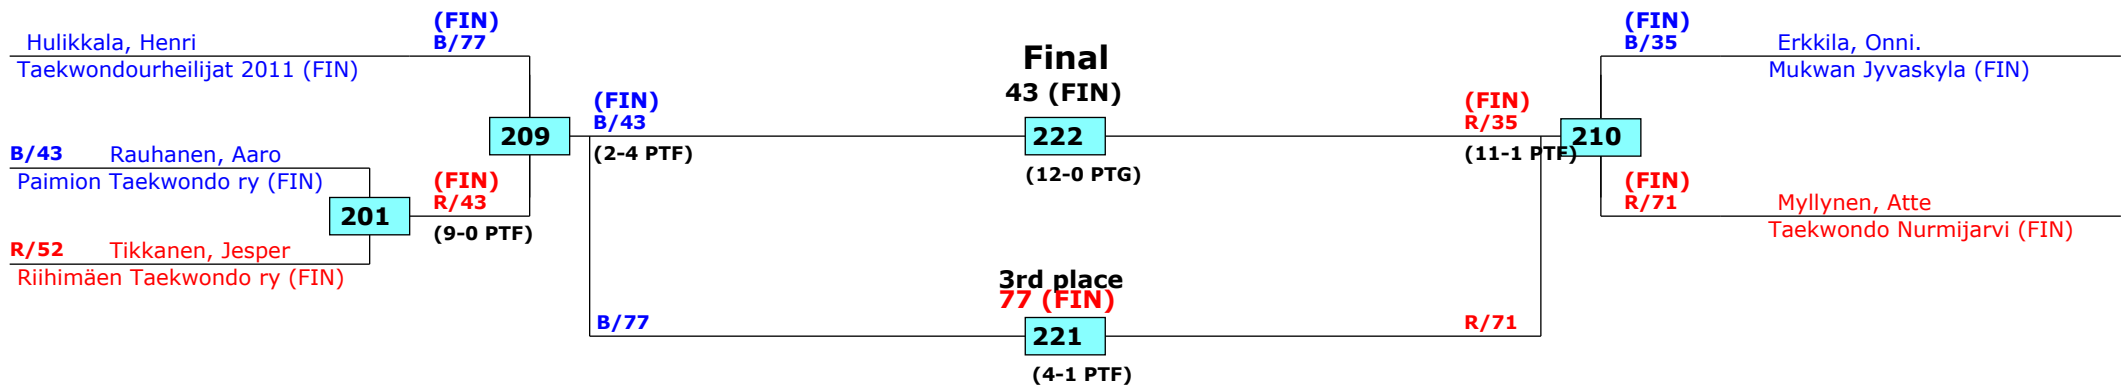 Hulikkala, Henri
Taekwondourheilijat 2011 (FIN)
(FIN)
B/77
B/43 Rauhanen, Aaro
Paimion Taekwondo ry (FIN)
R/52 Tikkanen, Jesper
Riihimäen Taekwondo ry (FIN)
201
(FIN)
R/43
(9-0 PTF)
209
(FIN)
B/43
(2-4 PTF)
B/77
Final
43 (FIN)
222
(12-0 PTG)
3rd place
77 (FIN)
221
(4-1 PTF)
(FIN)
R/35
(11-1 PTF)
R/71
210
(FIN)
B/35
Erkkila, Onni.
Mukwan Jyvaskyla (FIN)
(FIN)
R/71
Myllynen, Atte
Taekwondo Nurmijarvi (FIN)